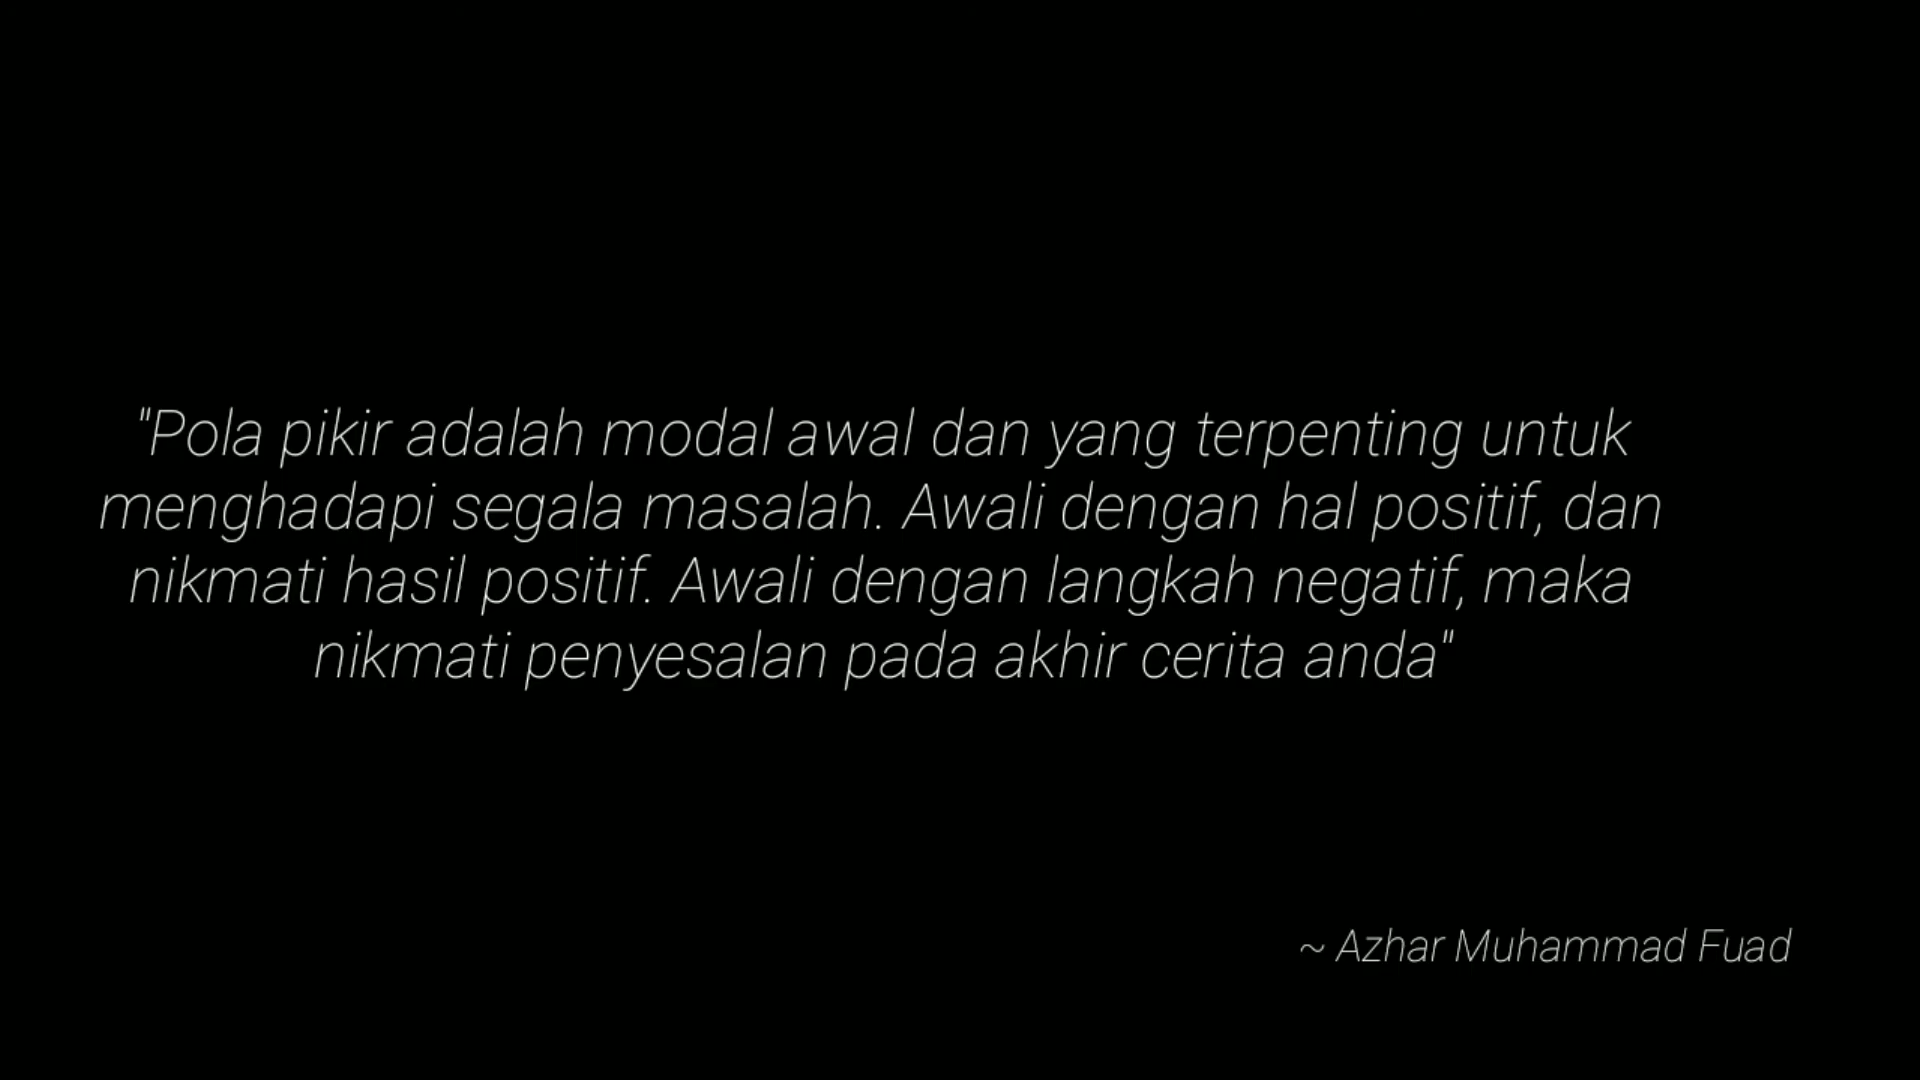 "Pola pikir adalah modal awal dan yang terpenting untuk
menghadapi segala masalah. Awali dengan hal positif, dan
nikmati hasil positif. Awali dengan langkah negatif, maka
nikmati penyesalan pada akhir cerita anda"
~ Azhar Muhammad Fuad